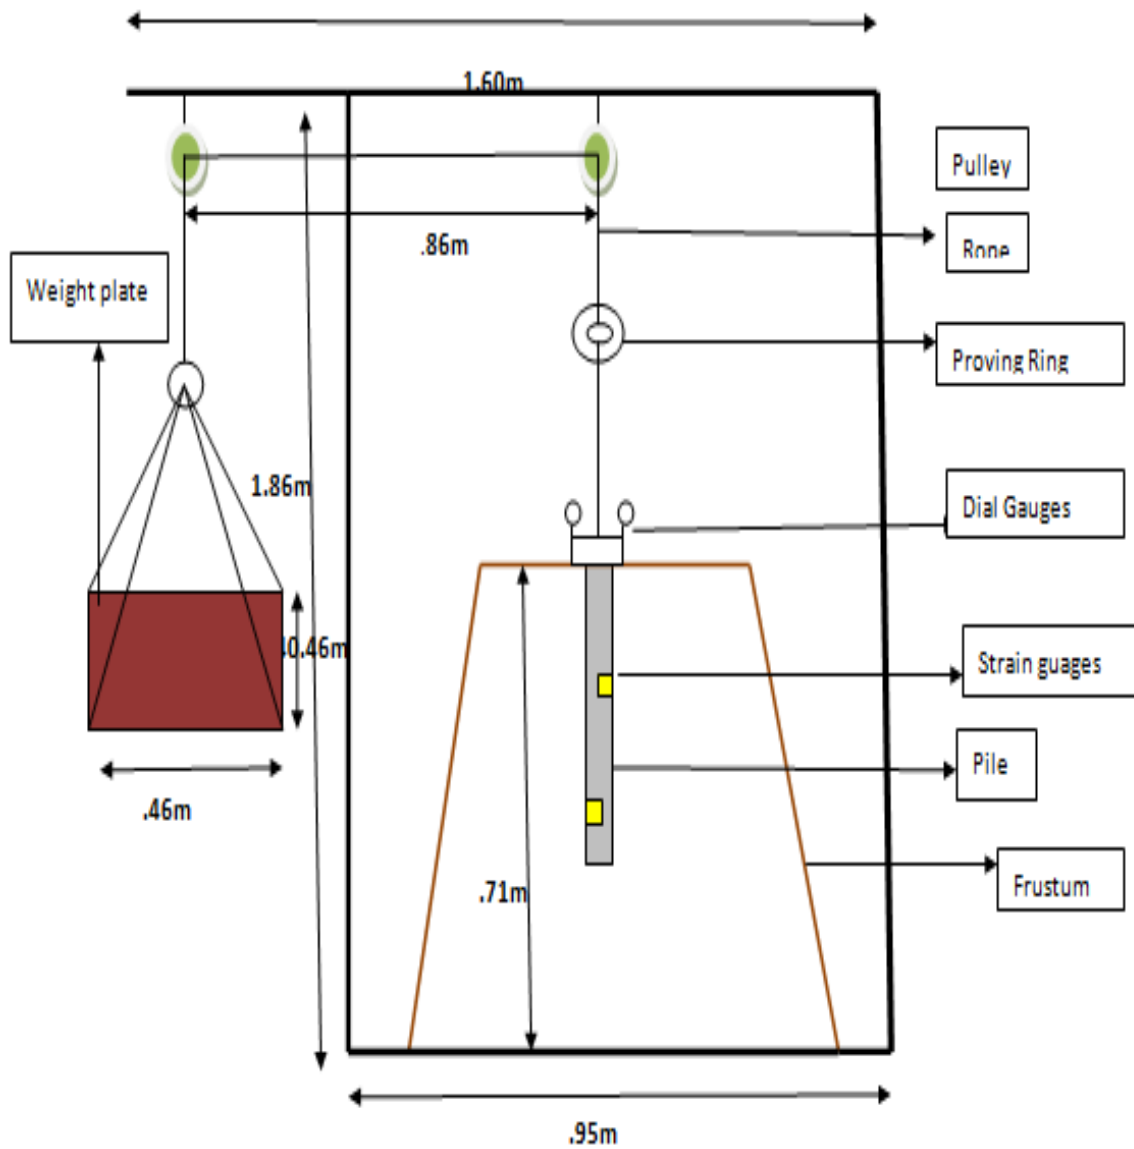 1.60m
Pulley
.86m
Rope
Weight plate
Proving Ring
1.86m
Dial Gauges
40.46m
Strain guages
Pile
.46m
.71m
Frustum
.95m